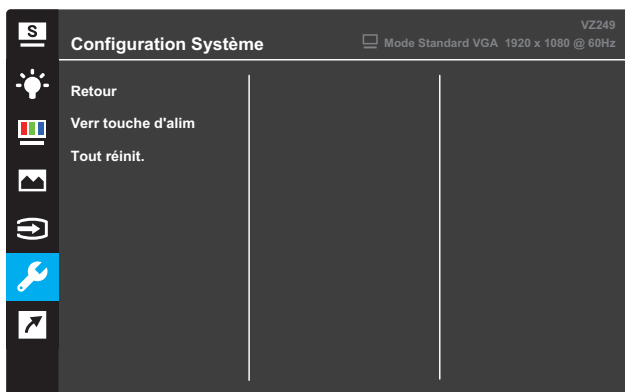 S
VZ249
Configuration Système
Mode Standard VGA 1920 x 1080 @ 60Hz
Retour
Verr touche d'alim
Tout réinit.